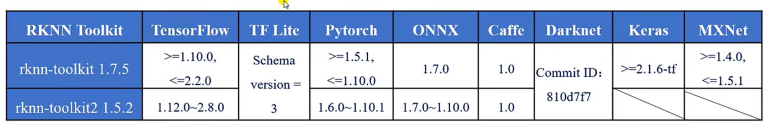 RKNN Toolkit TensorFlow TF Lite Pytorch ONNX Caffe Darknet Keras MXNet
rknn-toolkit 1.7.5 >=1.10.0, <=2.2.0 Schema version = 3 >=1.5.1, <=1.10.0 1.7.0 1.0 Commit ID: 810d7f7 >=2.1.6-tf >=1.4.0, <=1.5.1
rknn-toolkit2 1.5.2 1.12.0~2.8.0 1.6.0~1.10.1 1.7.0~1.10.0 1.0